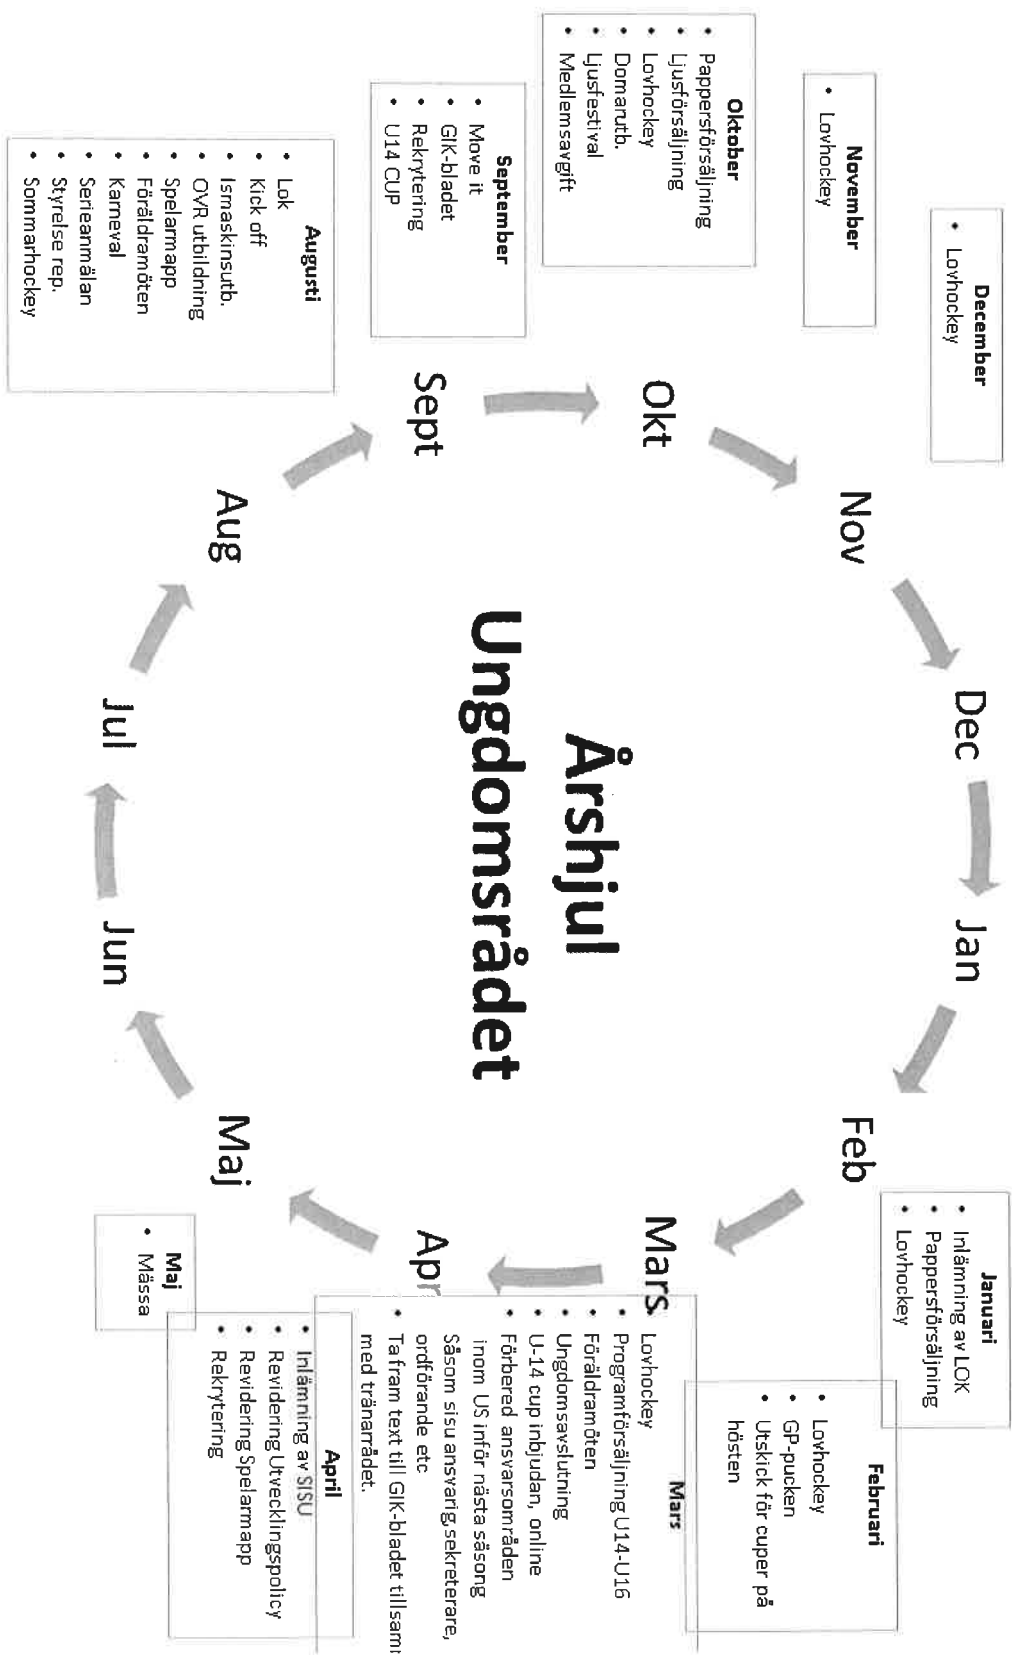 Årshjul
Ungdomsrådet
Dec
Jan
Feb
Mars
Apr
Maj
Jun
Jul
Aug
Sept
Okt
Nov
December
• Lovhockey
November
• Lovhockey
Oktober
• Pappersförsäljning
• Ljusförsäljning
• Lovhockey
• Domarutb.
• Ljusfestival
• Medlemsavgift
September
• Move it
• GIK-bladet
• Rekrytering
• U14 CUP
Augusti
• Lok
• Kick off
• Ismaskinsutb.
• OVR utbildning
• Spelarmapp
• Föräldramöten
• Karneval
• Serieanmälan
• Styrelse rep.
• Sommarhockey
Januari
• Inlämning av LOK
• Pappersförsäljning
• Lovhockey
Februari
• Lovhockey
• GP-pucken
• Utskick för cuper på
hösten
Mars
• Lovhockey
• Programförsäljning U14-U16
• Föräldramöten
• Ungdomsavslutning
• U-14 cup inbjudan, online
• Förbered ansvarsområden
inom US inför nästa säsong
Såsom sisu ansvarig,sekreterare,
ordförande etc
• Ta fram text till GIK-bladet tillsamr
med tränarrådet.
April
• Inlämning av SISU
• Revidering Utvecklingspolicy
• Revidering Spelarmapp
• Rekrytering
Maj
• Mässa